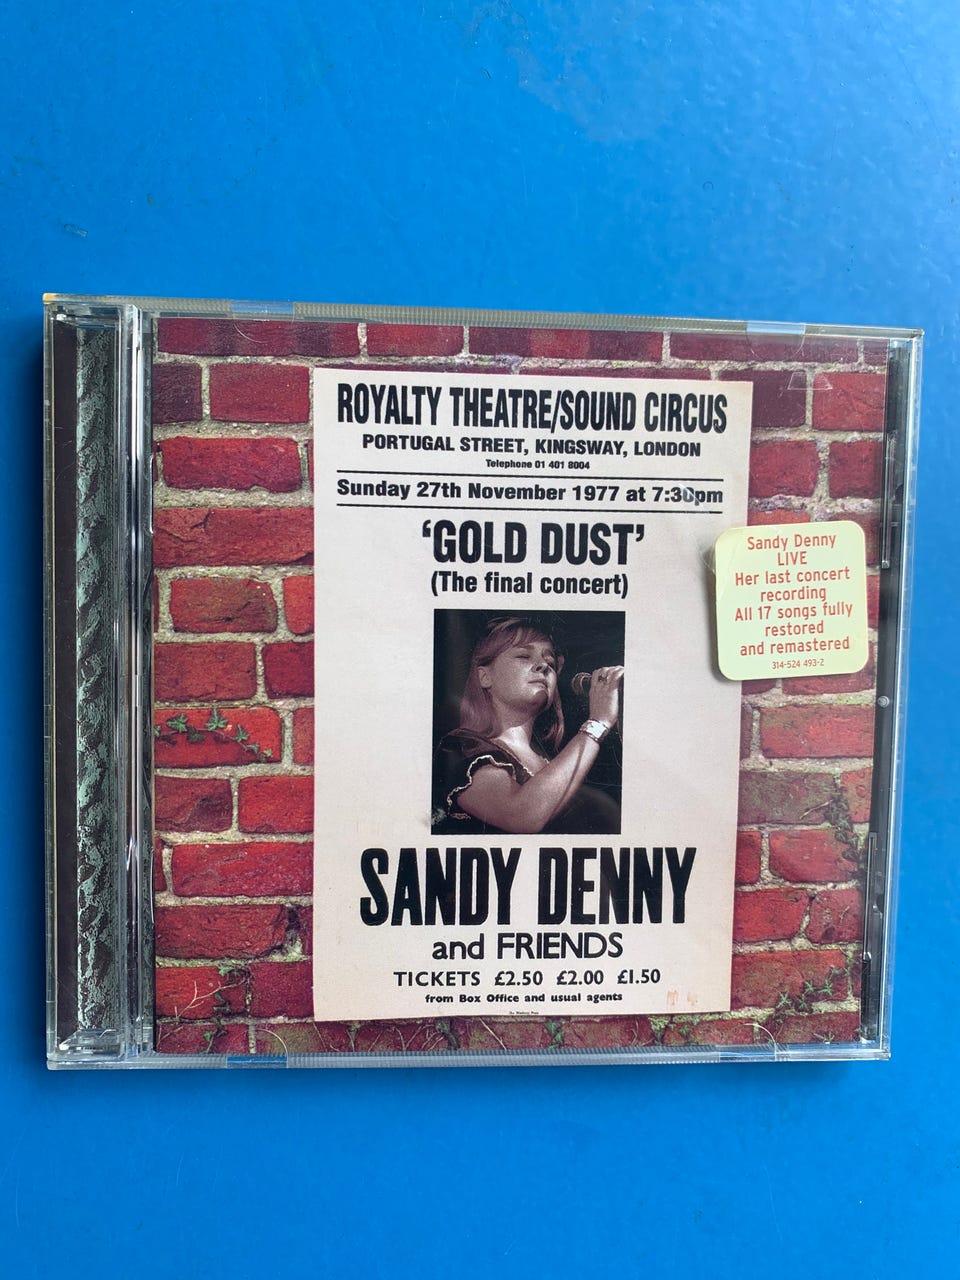 ROYALTY THEATRE/SOUND CIRCUS
PORTUGAL STREET, KINGSWAY, LONDON
Telephone 01 401 8004
Sunday 27th November 1977 at 7:30pm
‘GOLD DUST’
(The final concert)
SANDY DENNY
and FRIENDS
TICKETS £2.50 £2.00 £1.50
from Box Office and usual agents
Sandy Denny
LIVE
Her last concert
recording
All 17 songs fully
restored
and remastered
314-524 493-2